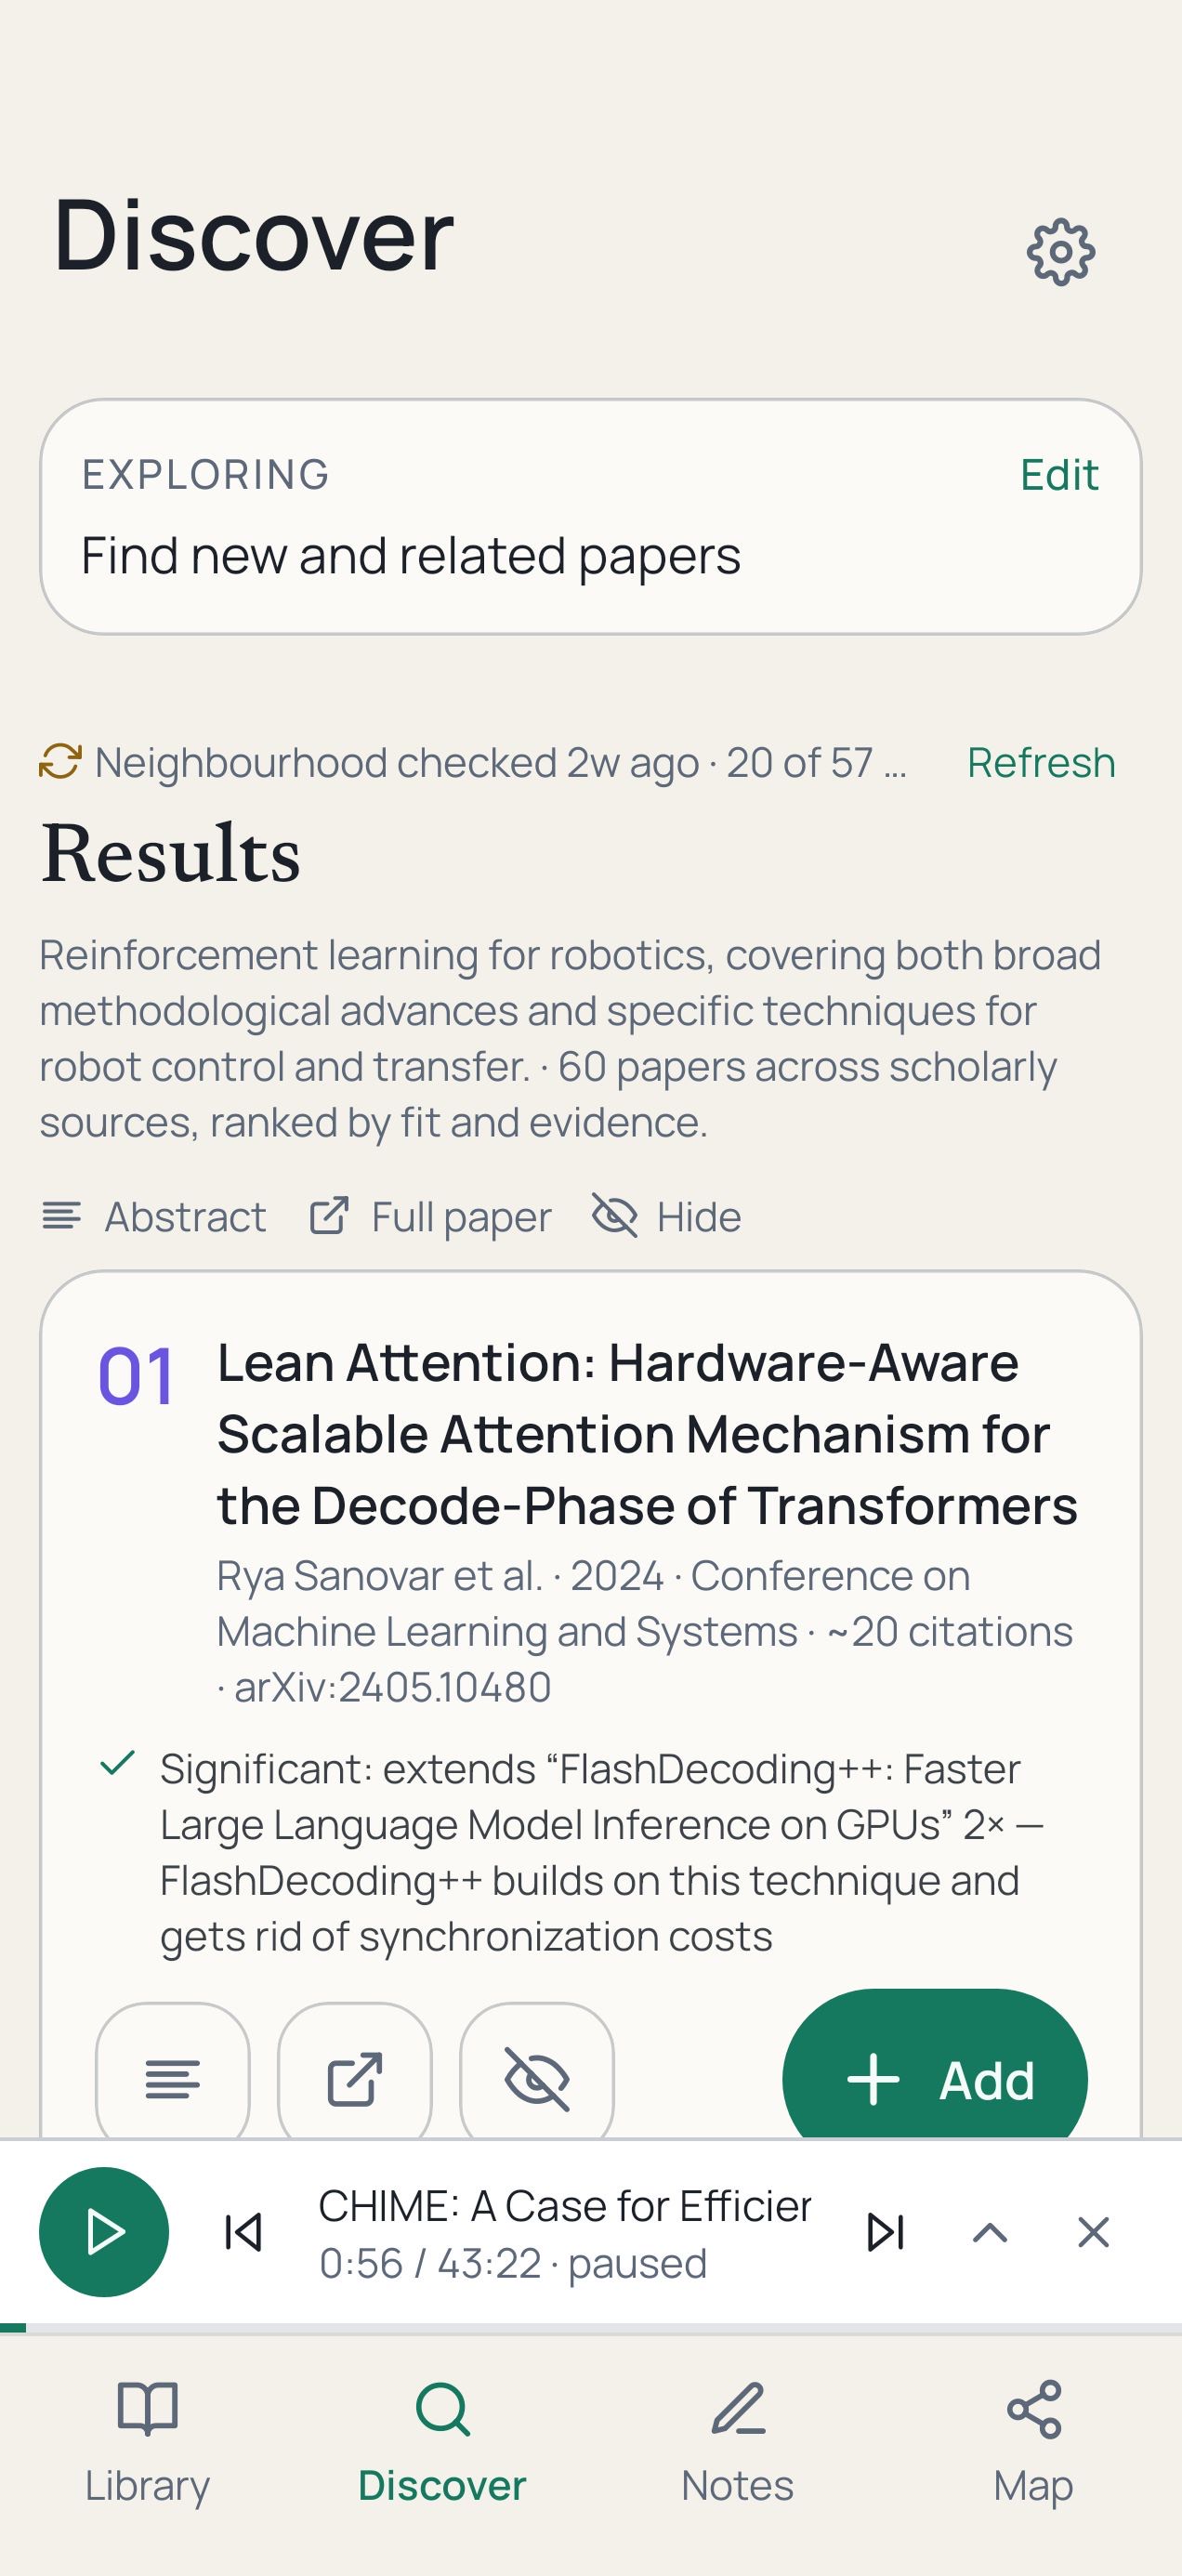 Discover
EXPLORING
Edit
Find new and related papers
Neighbourhood checked 2w ago · 20 of 57 ...
Refresh
Results
Reinforcement learning for robotics, covering both broad
methodological advances and specific techniques for
robot control and transfer. · 60 papers across scholarly
sources, ranked by fit and evidence.
Abstract
Full paper
Hide
01
Lean Attention: Hardware-Aware
Scalable Attention Mechanism for
the Decode-Phase of Transformers
Rya Sanovar et al. · 2024 · Conference on
Machine Learning and Systems · ~20 citations
· arXiv:2405.10480
Significant: extends “FlashDecoding++: Faster
Large Language Model Inference on GPUs” 2× —
FlashDecoding++ builds on this technique and
gets rid of synchronization costs
Add
CHIME: A Case for Efficier
0:56 / 43:22 · paused
Library
Discover
Notes
Map